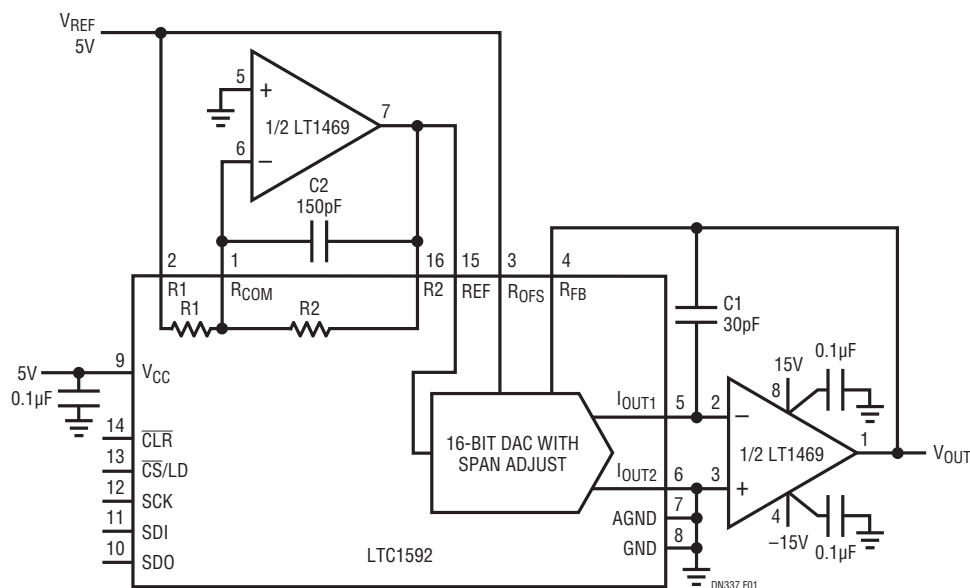 VREF
5V
5
+
7
1/2 LT1469
6
–
C2
150pF
2
1
16
15
3
4
R1
RCOM
R2
REF
ROFS
RFB
R1
R2
C1
30pF
5V
9
VCC
0.1µF
15V
0.1µF
8
IOUT1
5
2
–
14
CLR
16-BIT DAC WITH
SPAN ADJUST
1/2 LT1469
1
VOUT
13
CS/LD
IOUT2
6
3
+
12
SCK
7
AGND
4
–15V
0.1µF
11
SDI
8
GND
10
SDO
LTC1592
DN337 F01